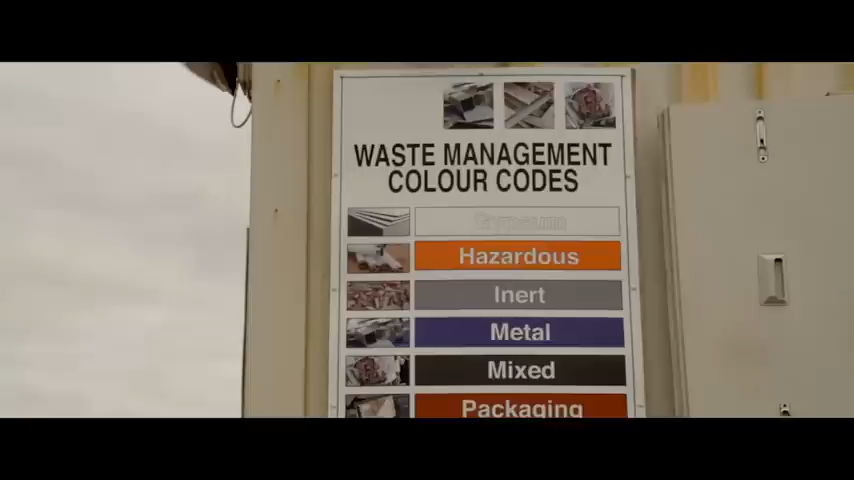 WASTE MANAGEMENT
COLOUR CODES
Gypsum
Hazardous
Inert
Metal
Mixed
Packaging